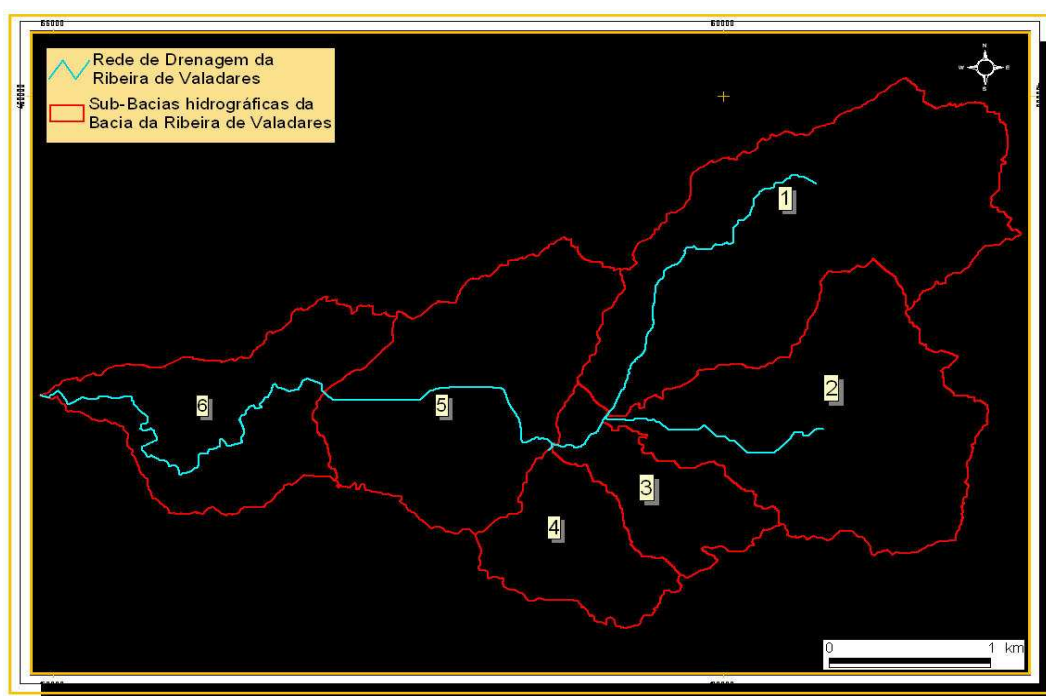 Rede de Drenagem da
Ribeira de Valadares
Sub-Bacias hidrográficas da
Bacia da Ribeira de Valadares
N
W E
S
1
2
3
4
5
6
0 1 km